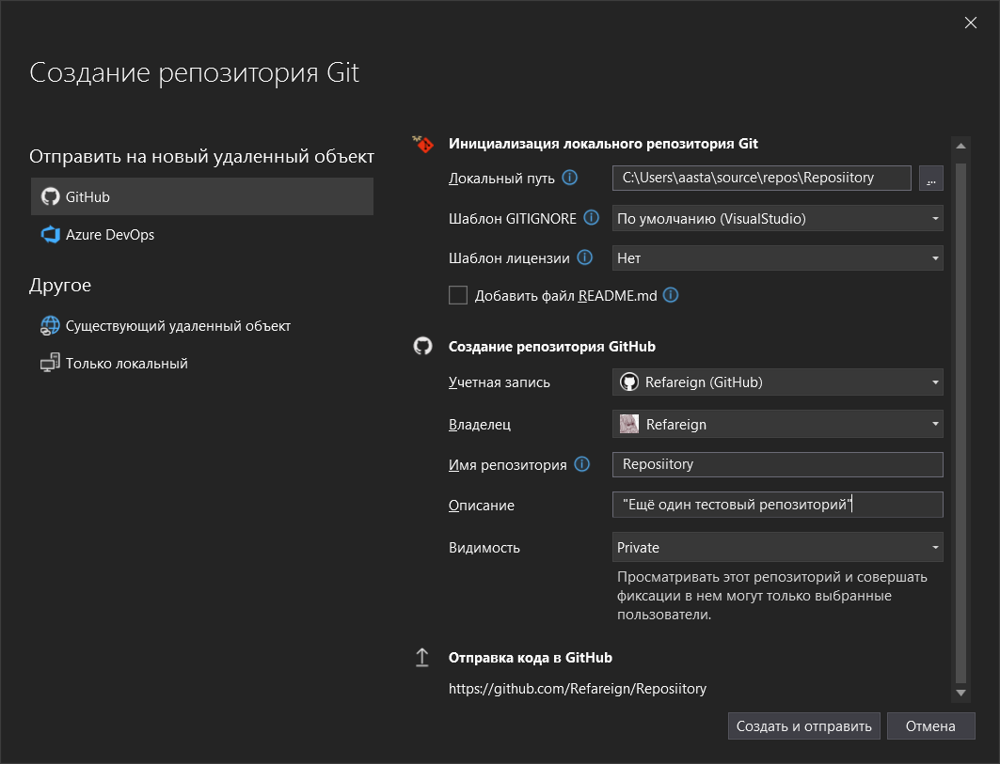 Создание репозитория Git
Отправить на новый удаленный объект
GitHub
Azure DevOps
Другое
Существующий удаленный объект
Только локальный
Инициализация локального репозитория Git
Локальный путь C:\Users\aasta\source\repos\Reposiitory ...
Шаблон GITIGNORE По умолчанию (VisualStudio)
Шаблон лицензии Нет
Добавить файл README.md
Создание репозитория GitHub
Учетная запись Refareign (GitHub)
Владелец Refareign
Имя репозитория Reposiitory
Описание "Ещё один тестовый репозиторий"
Видимость Private
Просматривать этот репозиторий и совершать
фиксации в нем могут только выбранные
пользователи.
Отправка кода в GitHub
https://github.com/Refareign/Reposiitory
Создать и отправить Отмена